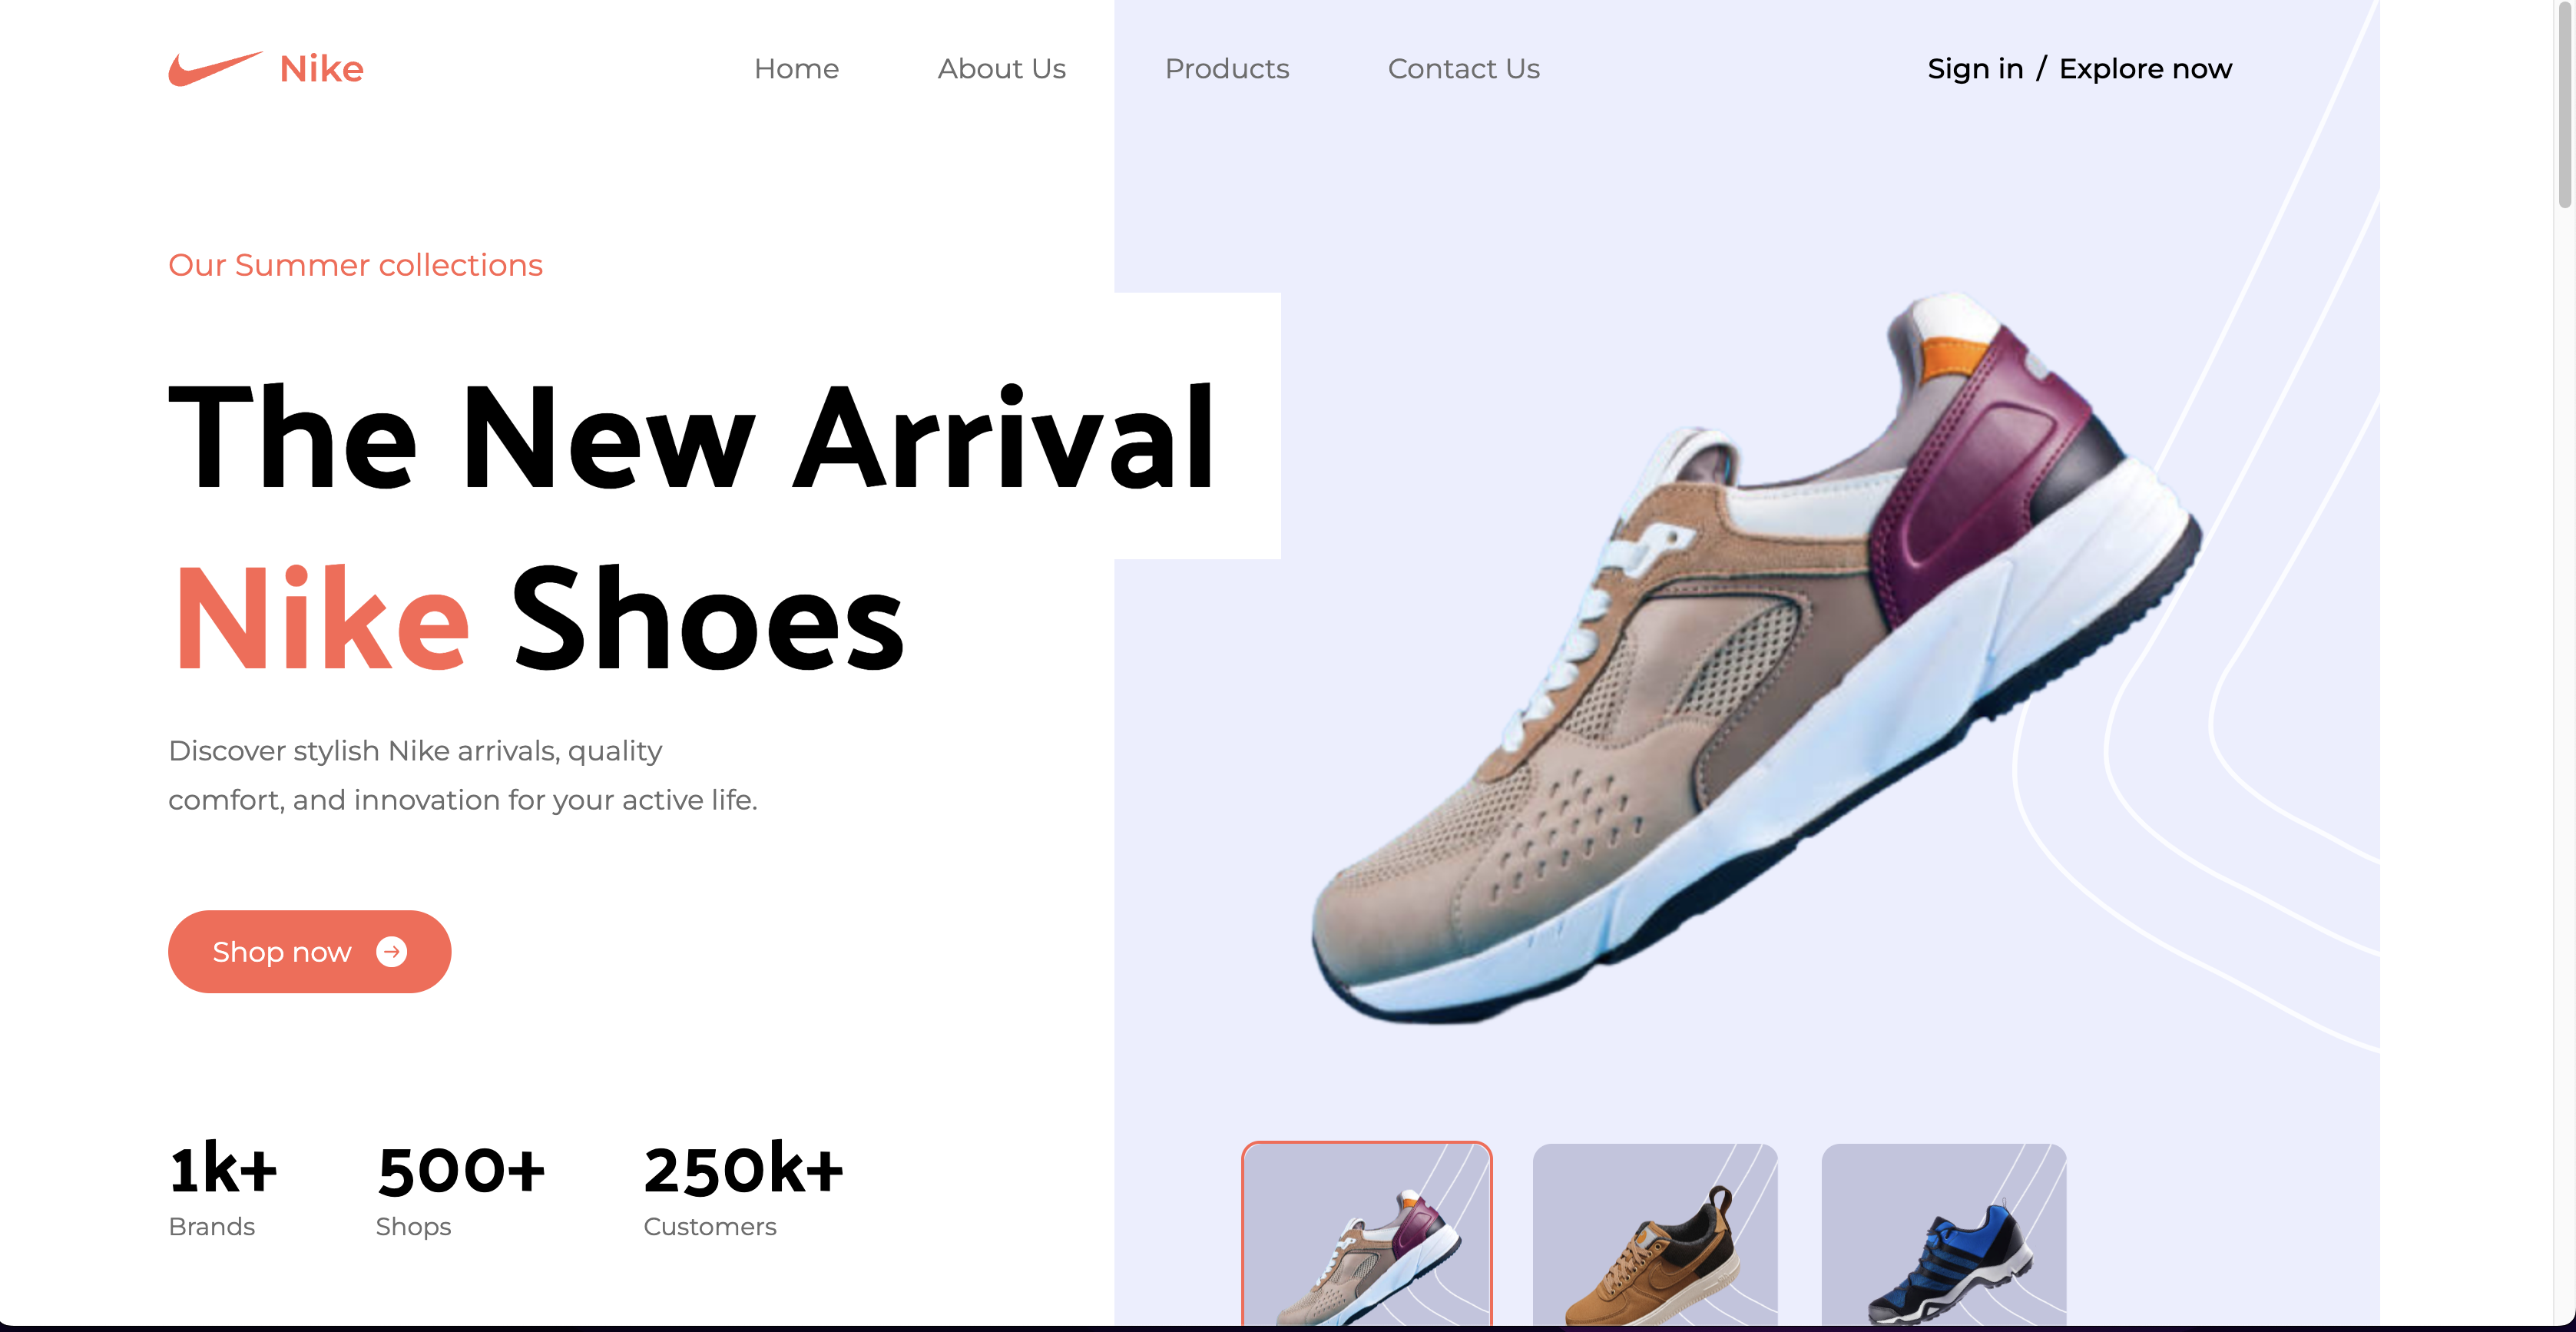 Nike
Home
About Us
Products
Contact Us
Sign in / Explore now
Our Summer collections
The New Arrival
Nike Shoes
Discover stylish Nike arrivals, quality
comfort, and innovation for your active life.
Shop now
1k+
Brands
500+
Shops
250k+
Customers